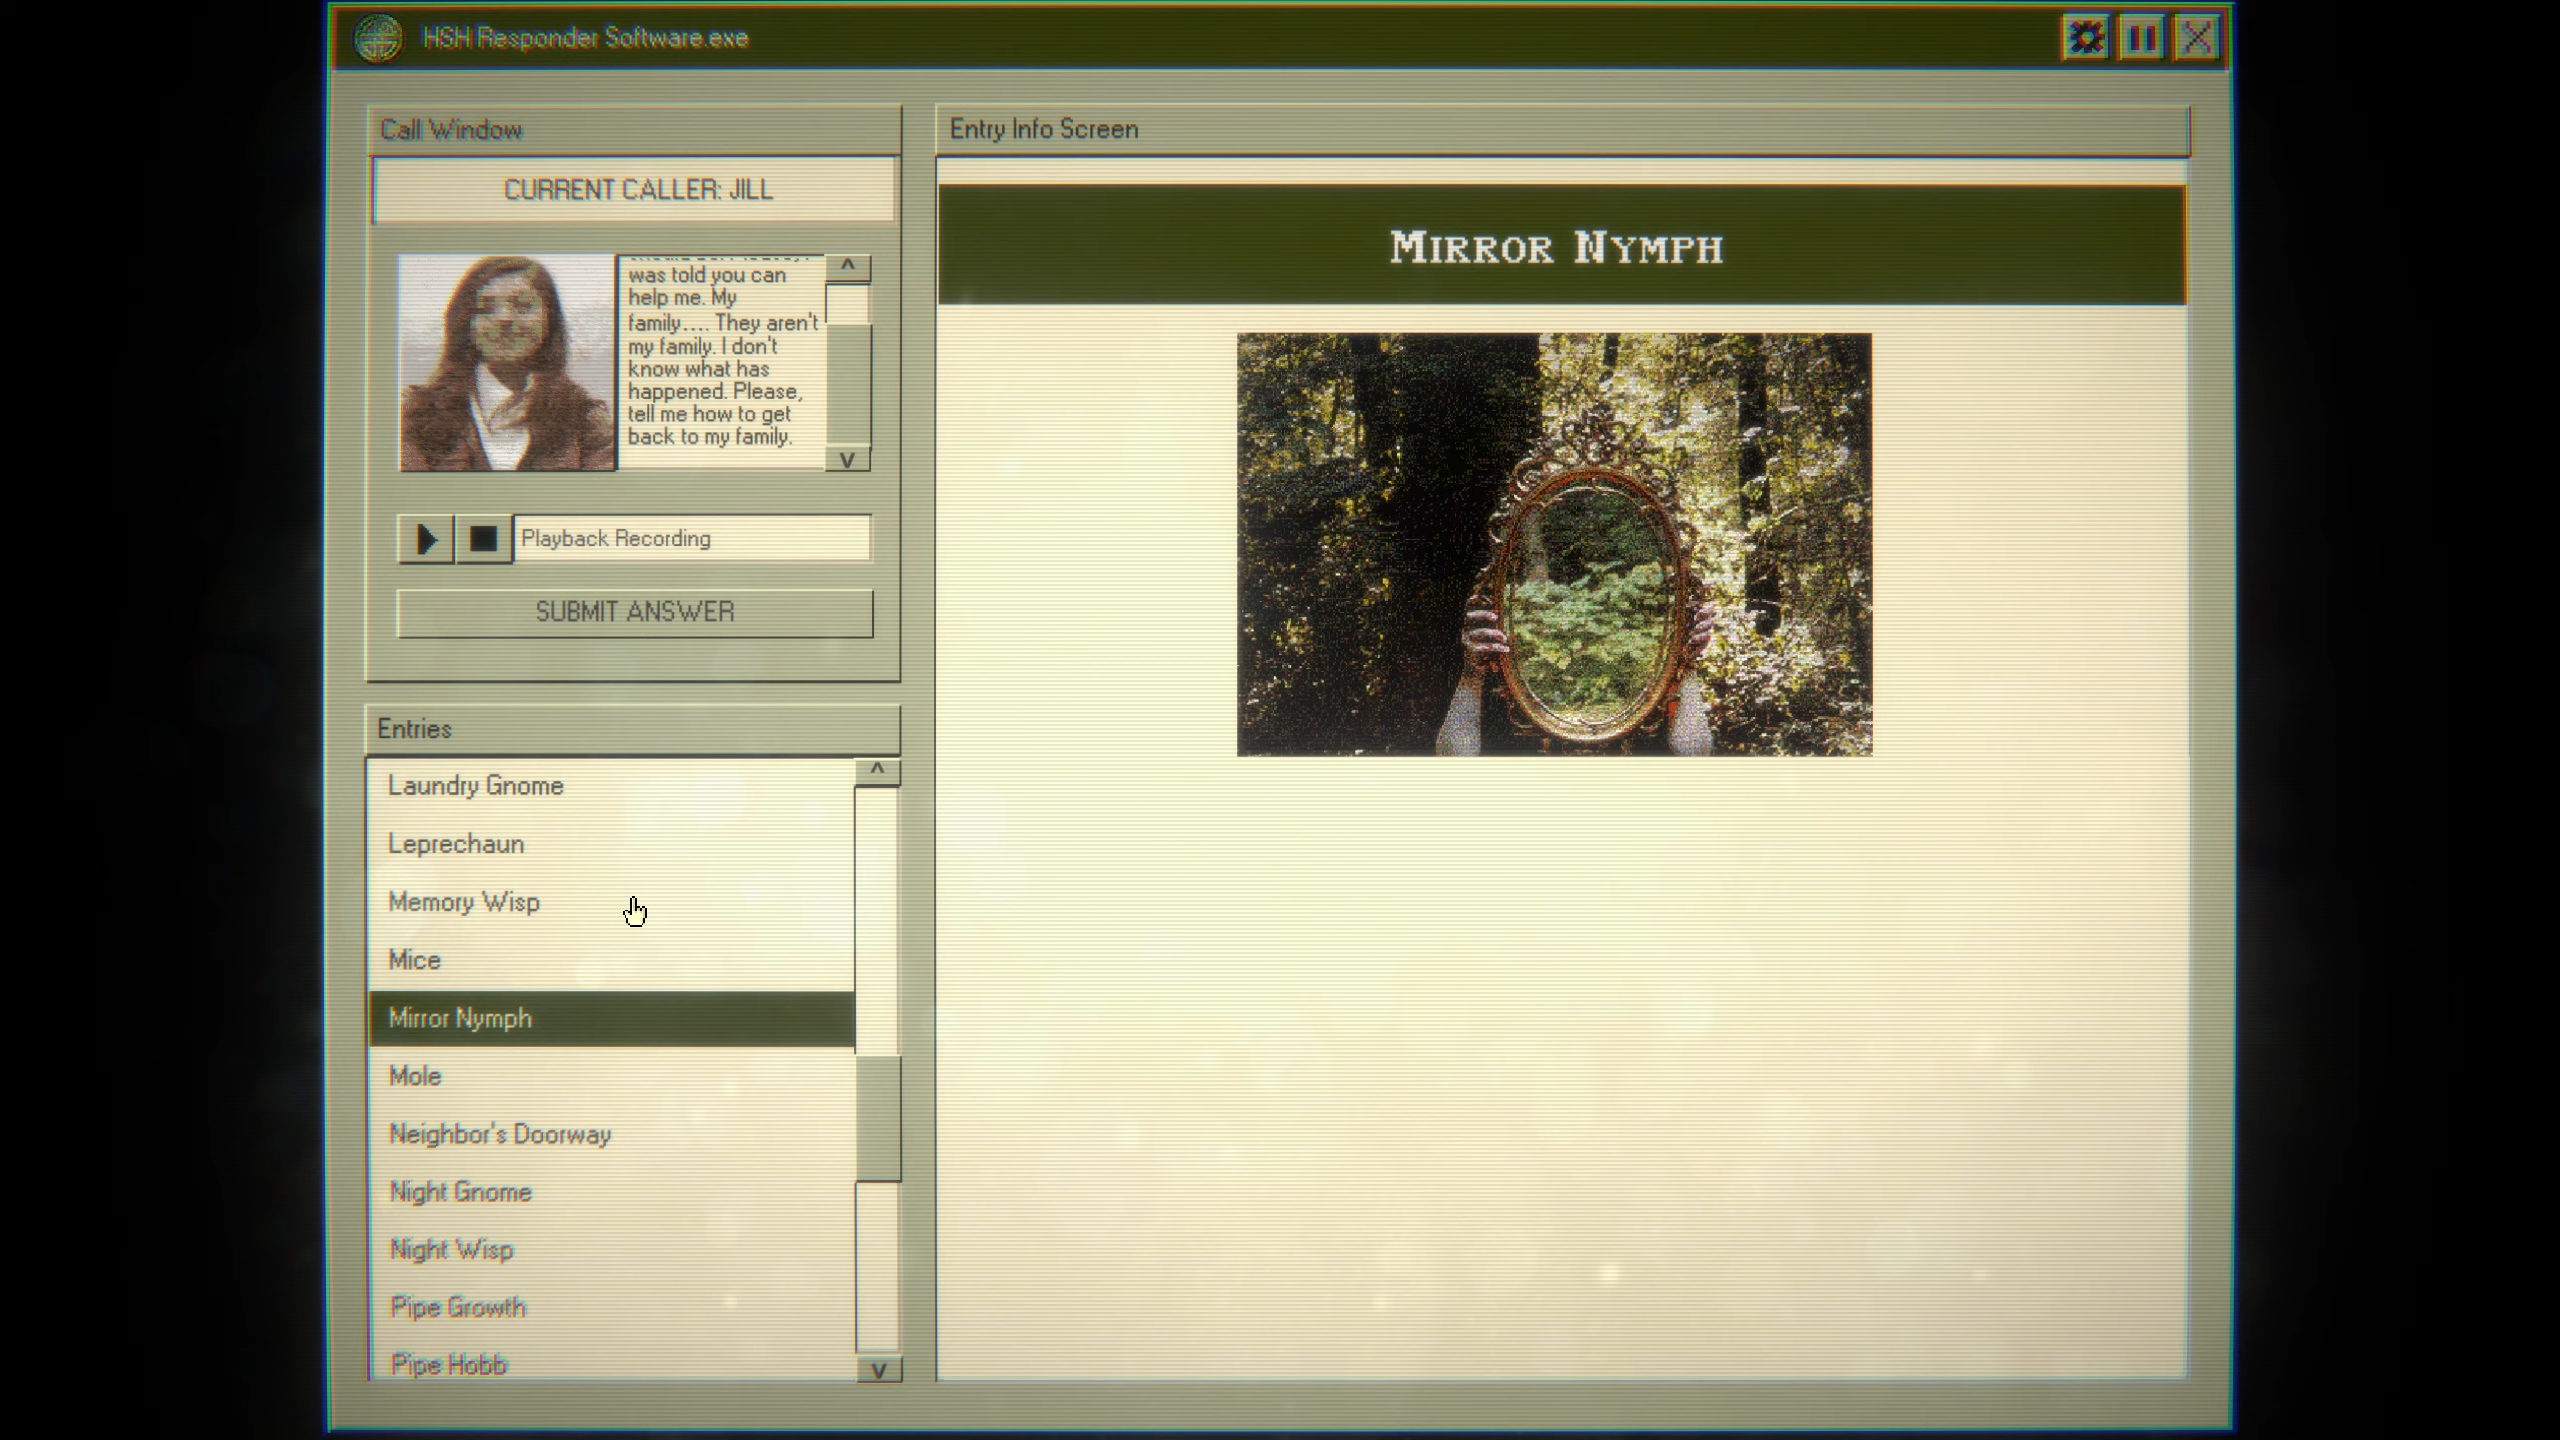 HSH Responder Software.exe
Call Window
CURRENT CALLER: JILL
was told you can
help me. My
family.... They aren't
my family. I don't
know what has
happened. Please,
tell me how to get
back to my family.
Playback Recording
SUBMIT ANSWER
Entries
Laundry Gnome
Leprechaun
Memory Wisp
Mice
Mirror Nymph
Mole
Neighbor's Doorway
Night Gnome
Night Wisp
Pipe Growth
Pipe Hobb
Entry Info Screen
Mirror Nymph